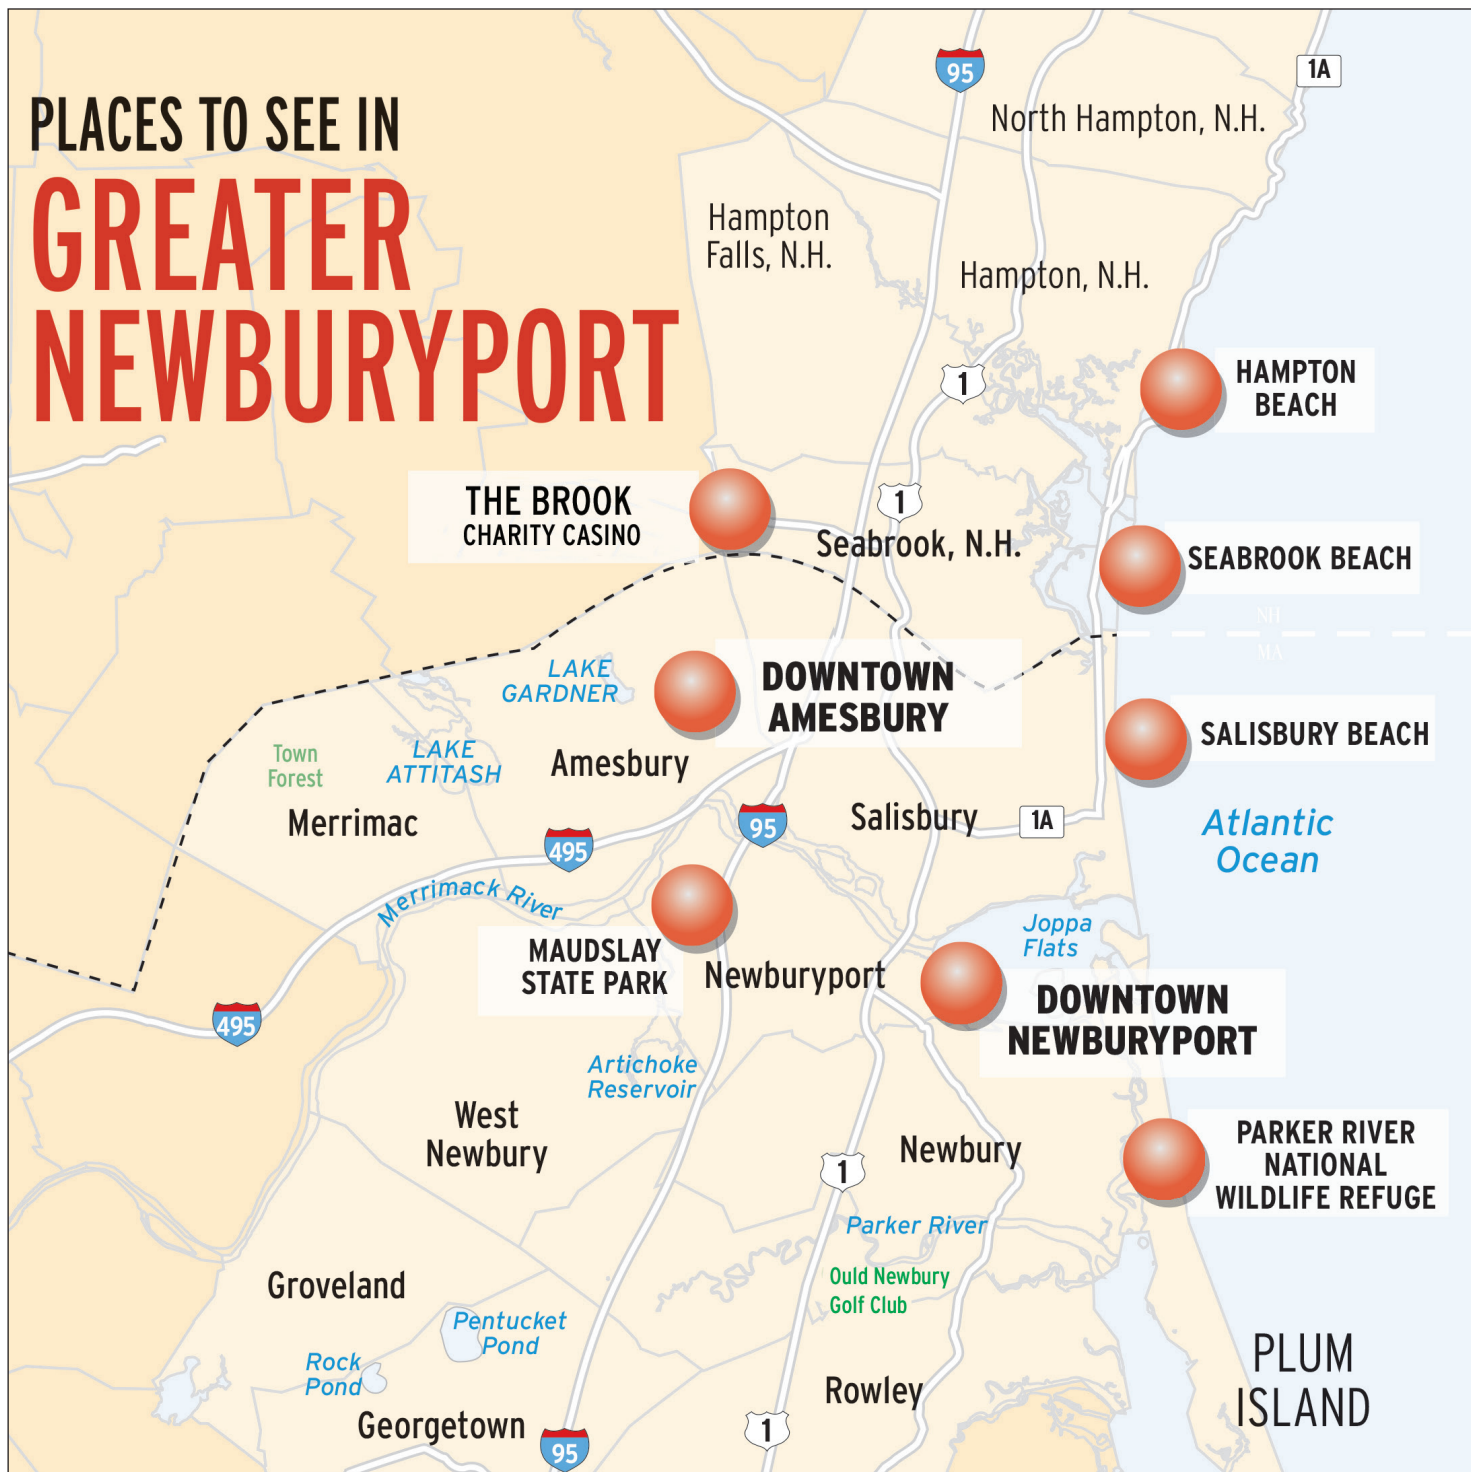 PLACES TO SEE IN
GREATER
NEWBURYPORT
95
1A
North Hampton, N.H.
Hampton
Falls, N.H.
Hampton, N.H.
1
HAMPTON
BEACH
THE BROOK
CHARITY CASINO
1
Seabrook, N.H.
SEABROOK BEACH
NH
MA
LAKE
GARDNER
DOWNTOWN
AMESBURY
SALISBURY BEACH
Town
Forest
LAKE
ATTITASH
Amesbury
Merrimac
495
95
Salisbury
1A
Atlantic
Ocean
Merrimack River
Joppa
Flats
MAUDSLAY
STATE PARK
Newburyport
DOWNTOWN
NEWBURYPORT
495
Artichoke
Reservoir
West
Newbury
1
Newbury
PARKER RIVER
NATIONAL
WILDLIFE REFUGE
Parker River
Ould Newbury
Golf Club
Groveland
Pentucket
Pond
Rock
Pond
PLUM
ISLAND
Rowley
Georgetown
95
1